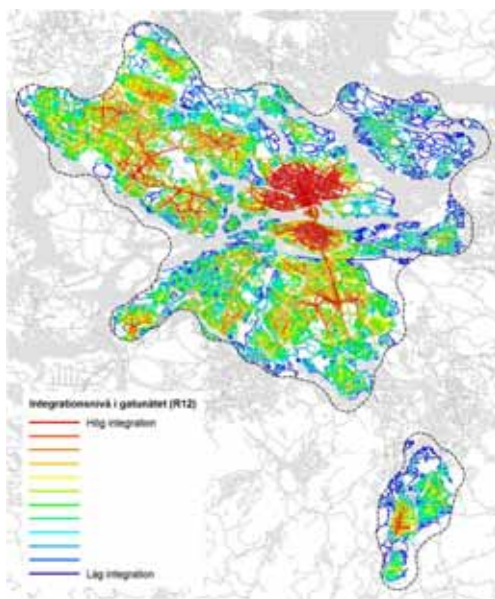 Integrationsnivå i gatunätet (R12)
Hög integration
Låg integration